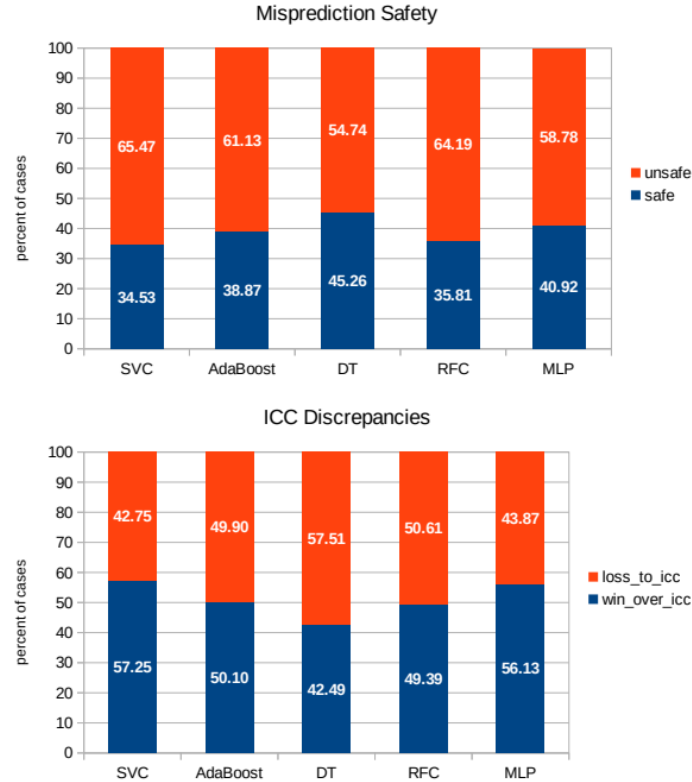 Misprediction Safety
percent of cases
100
90
80
70
60
50
40
30
20
10
0
65.47 61.13 54.74 64.19 58.78
34.53 38.87 45.26 35.81 40.92
SVC AdaBoost DT RFC MLP
unsafe
safe
ICC Discrepancies
percent of cases
100
90
80
70
60
50
40
30
20
10
0
42.75 49.90 57.51 50.61 43.87
57.25 50.10 42.49 49.39 56.13
SVC AdaBoost DT RFC MLP
loss_to_icc
win_over_icc